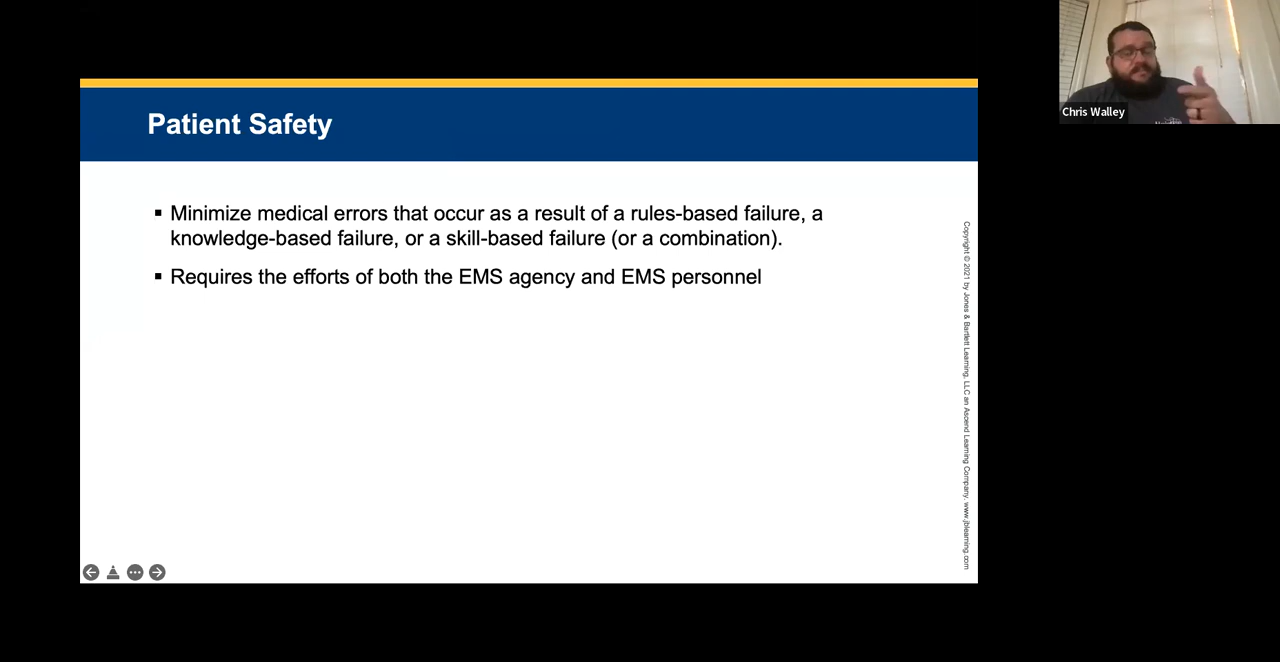 Patient Safety
▪ Minimize medical errors that occur as a result of a rules-based failure, a
knowledge-based failure, or a skill-based failure (or a combination).
▪ Requires the efforts of both the EMS agency and EMS personnel
Copyright © 2021 by Jones & Bartlett Learning, LLC an Ascend Learning Company. www.jblearning.com
Chris Walley